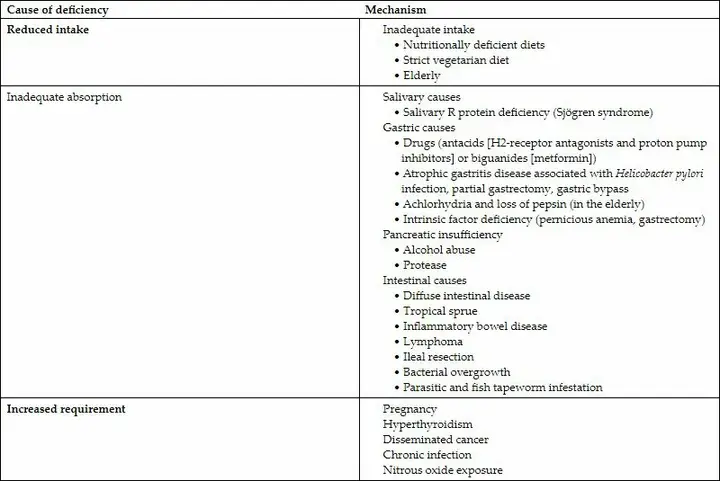 Cause of deficiency Mechanism
Reduced intake Inadequate intake
• Nutritionally deficient diets
• Strict vegetarian diet
• Elderly
Inadequate absorption Salivary causes
• Salivary R protein deficiency (Sjögren syndrome)
Gastric causes
• Drugs (antacids [H2-receptor antagonists and proton pump
inhibitors] or biguanides [metformin])
• Atrophic gastritis disease associated with Helicobacter pylori
infection, partial gastrectomy, gastric bypass
• Achlorhydria and loss of pepsin (in the elderly)
• Intrinsic factor deficiency (pernicious anemia, gastrectomy)
Pancreatic insufficiency
• Alcohol abuse
• Protease
Intestinal causes
• Diffuse intestinal disease
• Tropical sprue
• Inflammatory bowel disease
• Lymphoma
• Ileal resection
• Bacterial overgrowth
• Parasitic and fish tapeworm infestation
Increased requirement Pregnancy
Hyperthyroidism
Disseminated cancer
Chronic infection
Nitrous oxide exposure